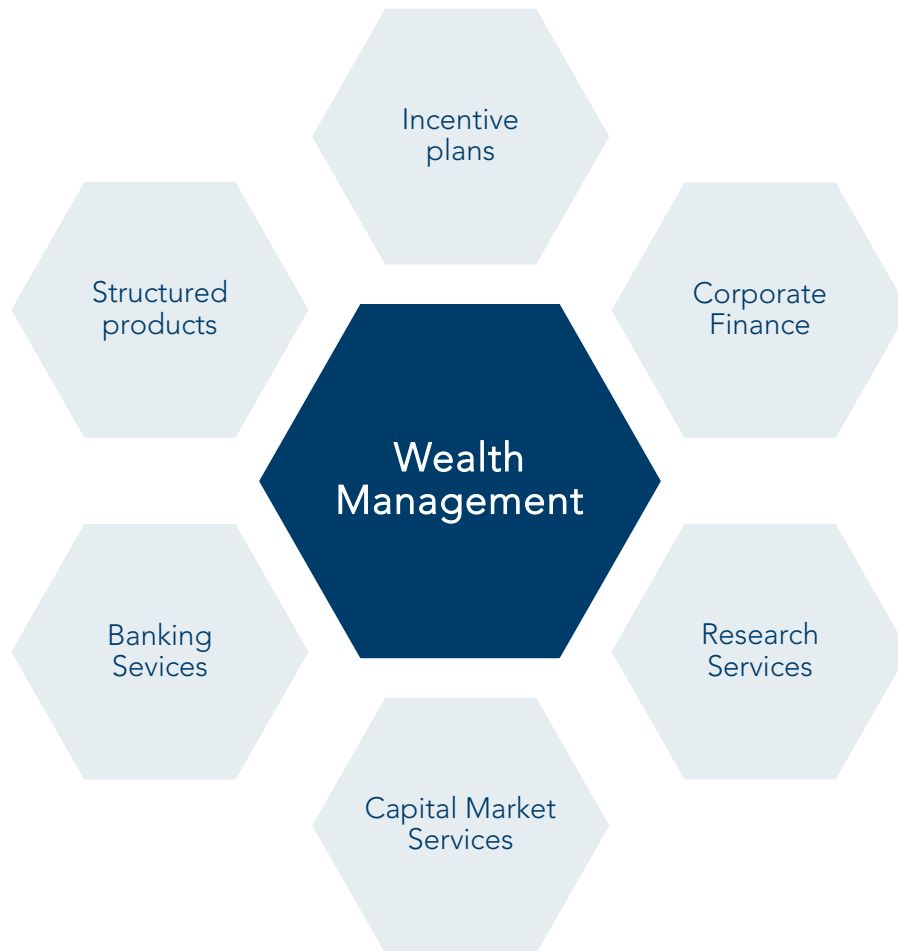 Incentive
plans
Structured
products
Corporate
Finance
Wealth
Management
Banking
Sevices
Research
Services
Capital Market
Services